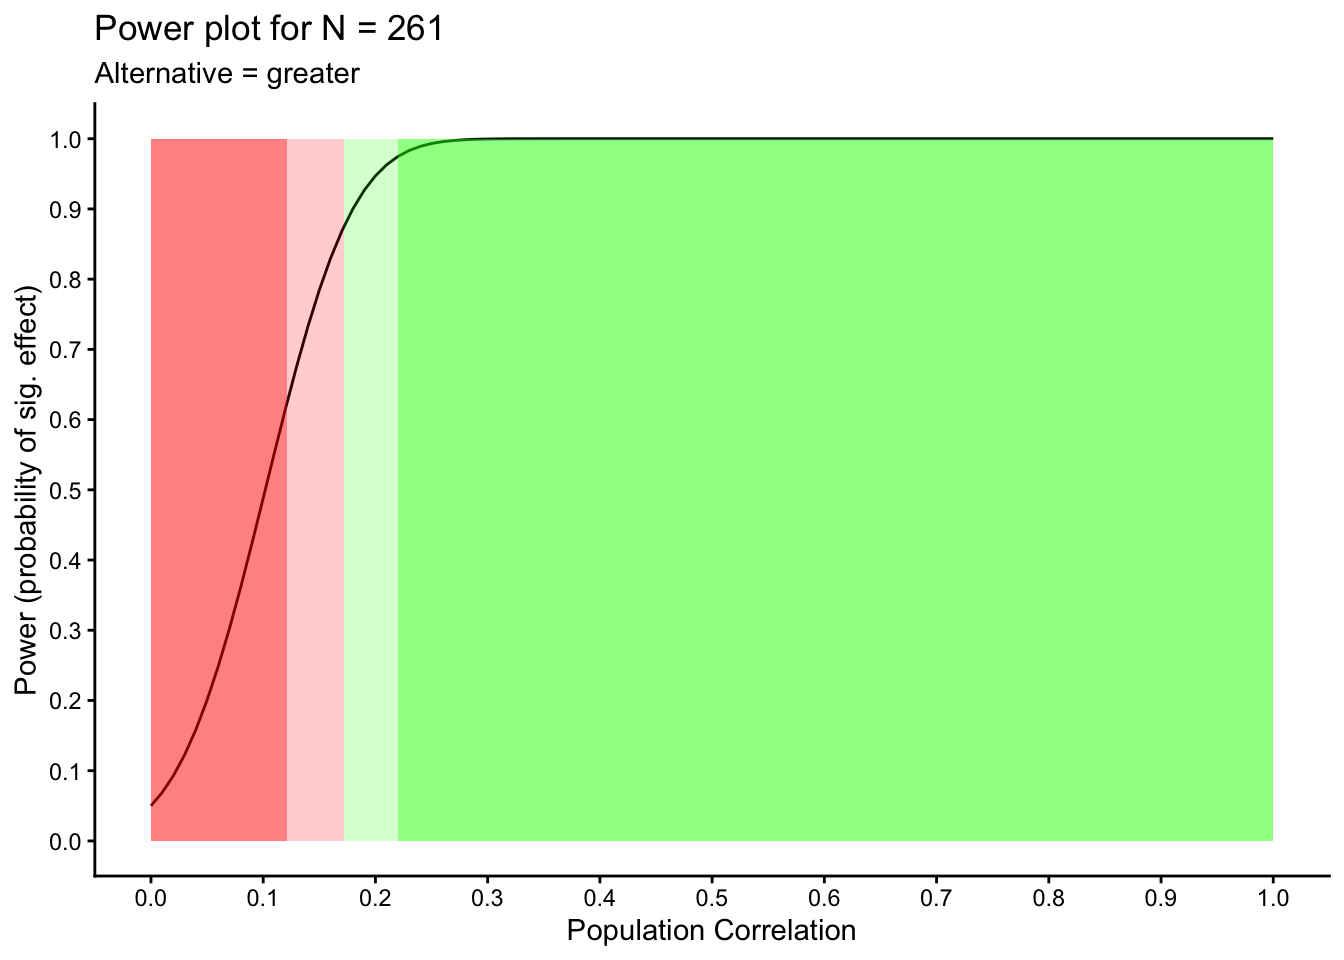 Power plot for N = 261
Alternative = greater
Power (probability of sig. effect)
1.0
0.9
0.8
0.7
0.6
0.5
0.4
0.3
0.2
0.1
0.0
0.0 0.1 0.2 0.3 0.4 0.5 0.6 0.7 0.8 0.9 1.0
Population Correlation